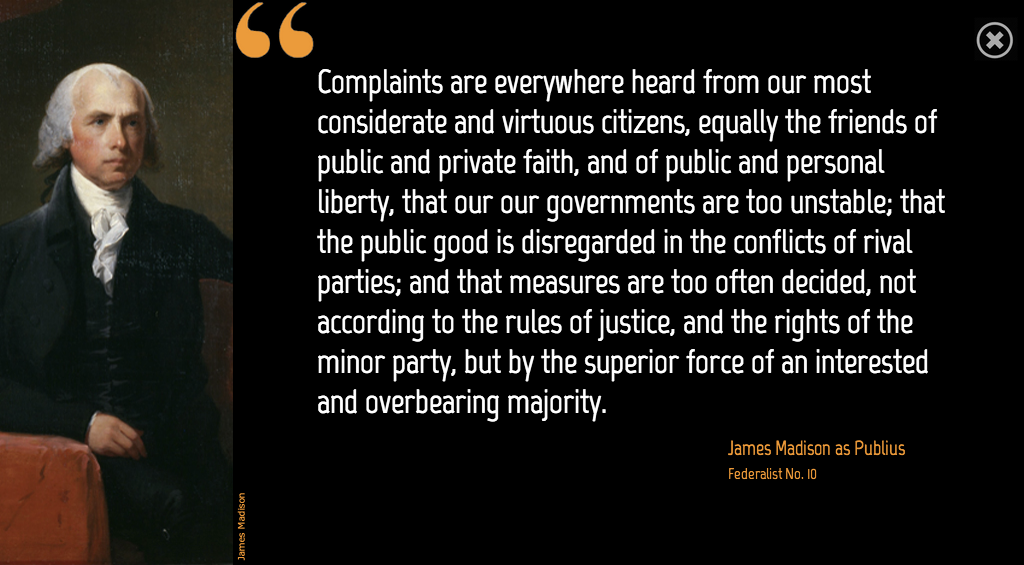 Complaints are everywhere heard from our most
considerate and virtuous citizens, equally the friends of
public and private faith, and of public and personal
liberty, that our our governments are too unstable; that
the public good is disregarded in the conflicts of rival
parties; and that measures are too often decided, not
according to the rules of justice, and the rights of the
minor party, but by the superior force of an interested
and overbearing majority.
James Madison as Publius
Federalist No. 10
James Madison